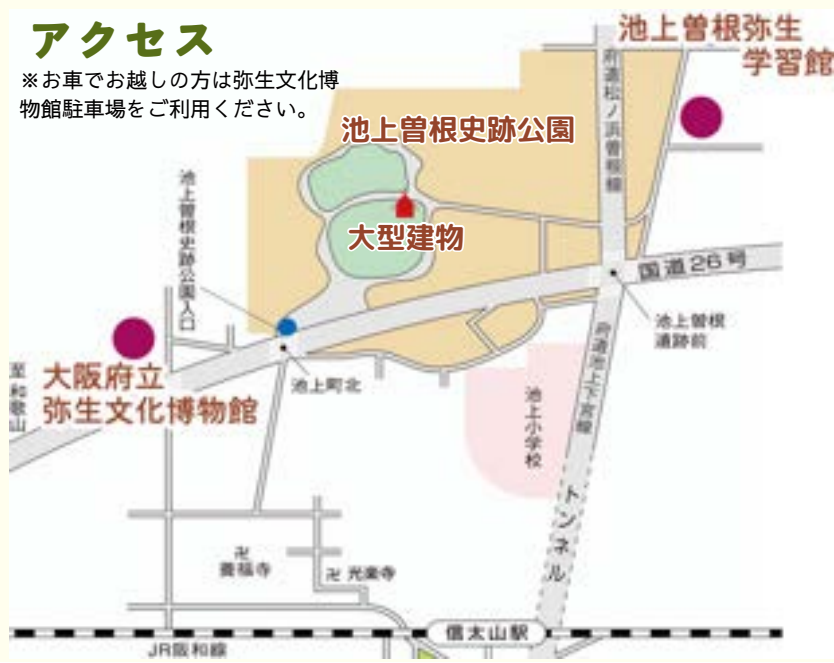 アクセス
※お車でお越しの方は弥生文化博
物館駐車場をご利用ください。
池上曽根弥生
学習館
府道松ノ浜曽根線
池上曽根史跡公園
大型建物
池上曽根史跡公園入口
国道26号
池上曽根
遺跡前
大阪府立
弥生文化博物館
至 和歌山
池上町北
府道池上下宮線
池上小学校
トンネル
卍
養福寺
卍 光楽寺
信太山駅
JR阪和線